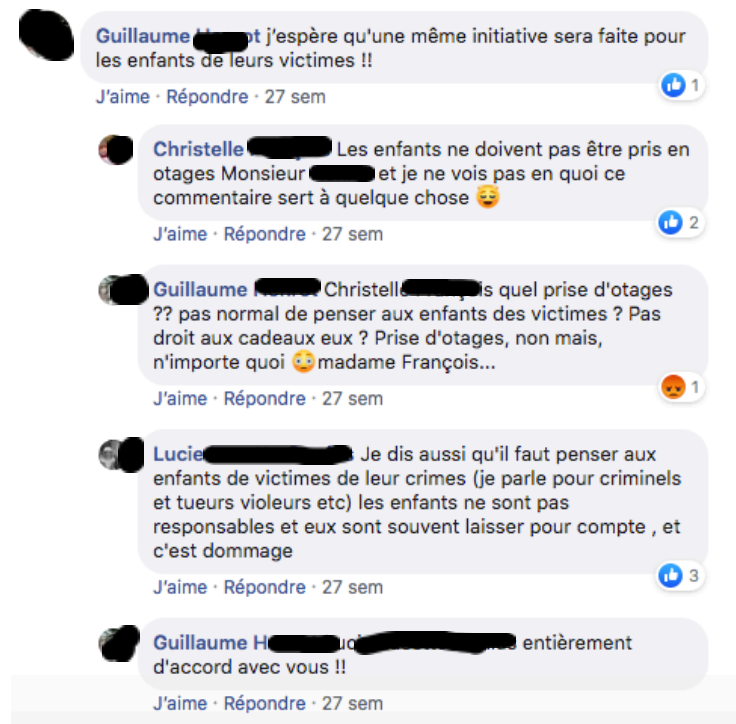 Guillaume j'espère qu'une même initiative sera faite pour
les enfants de leurs victimes !!
1
J'aime · Répondre · 27 sem
Christelle Les enfants ne doivent pas être pris en
otages Monsieur et je ne vois pas en quoi ce
commentaire sert à quelque chose 😌
2
J'aime · Répondre · 27 sem
Guillaume Christelle quel prise d'otages
?? pas normal de penser aux enfants des victimes ? Pas
droit aux cadeaux eux ? Prise d'otages, non mais,
n'importe quoi 😳 madame François...
1
J'aime · Répondre · 27 sem
Lucie Je dis aussi qu'il faut penser aux
enfants de victimes de leur crimes (je parle pour criminels
et tueurs violeurs etc) les enfants ne sont pas
responsables et eux sont souvent laisser pour compte , et
c'est dommage
3
J'aime · Répondre · 27 sem
Guillaume entièrement
d'accord avec vous !!
J'aime · Répondre · 27 sem